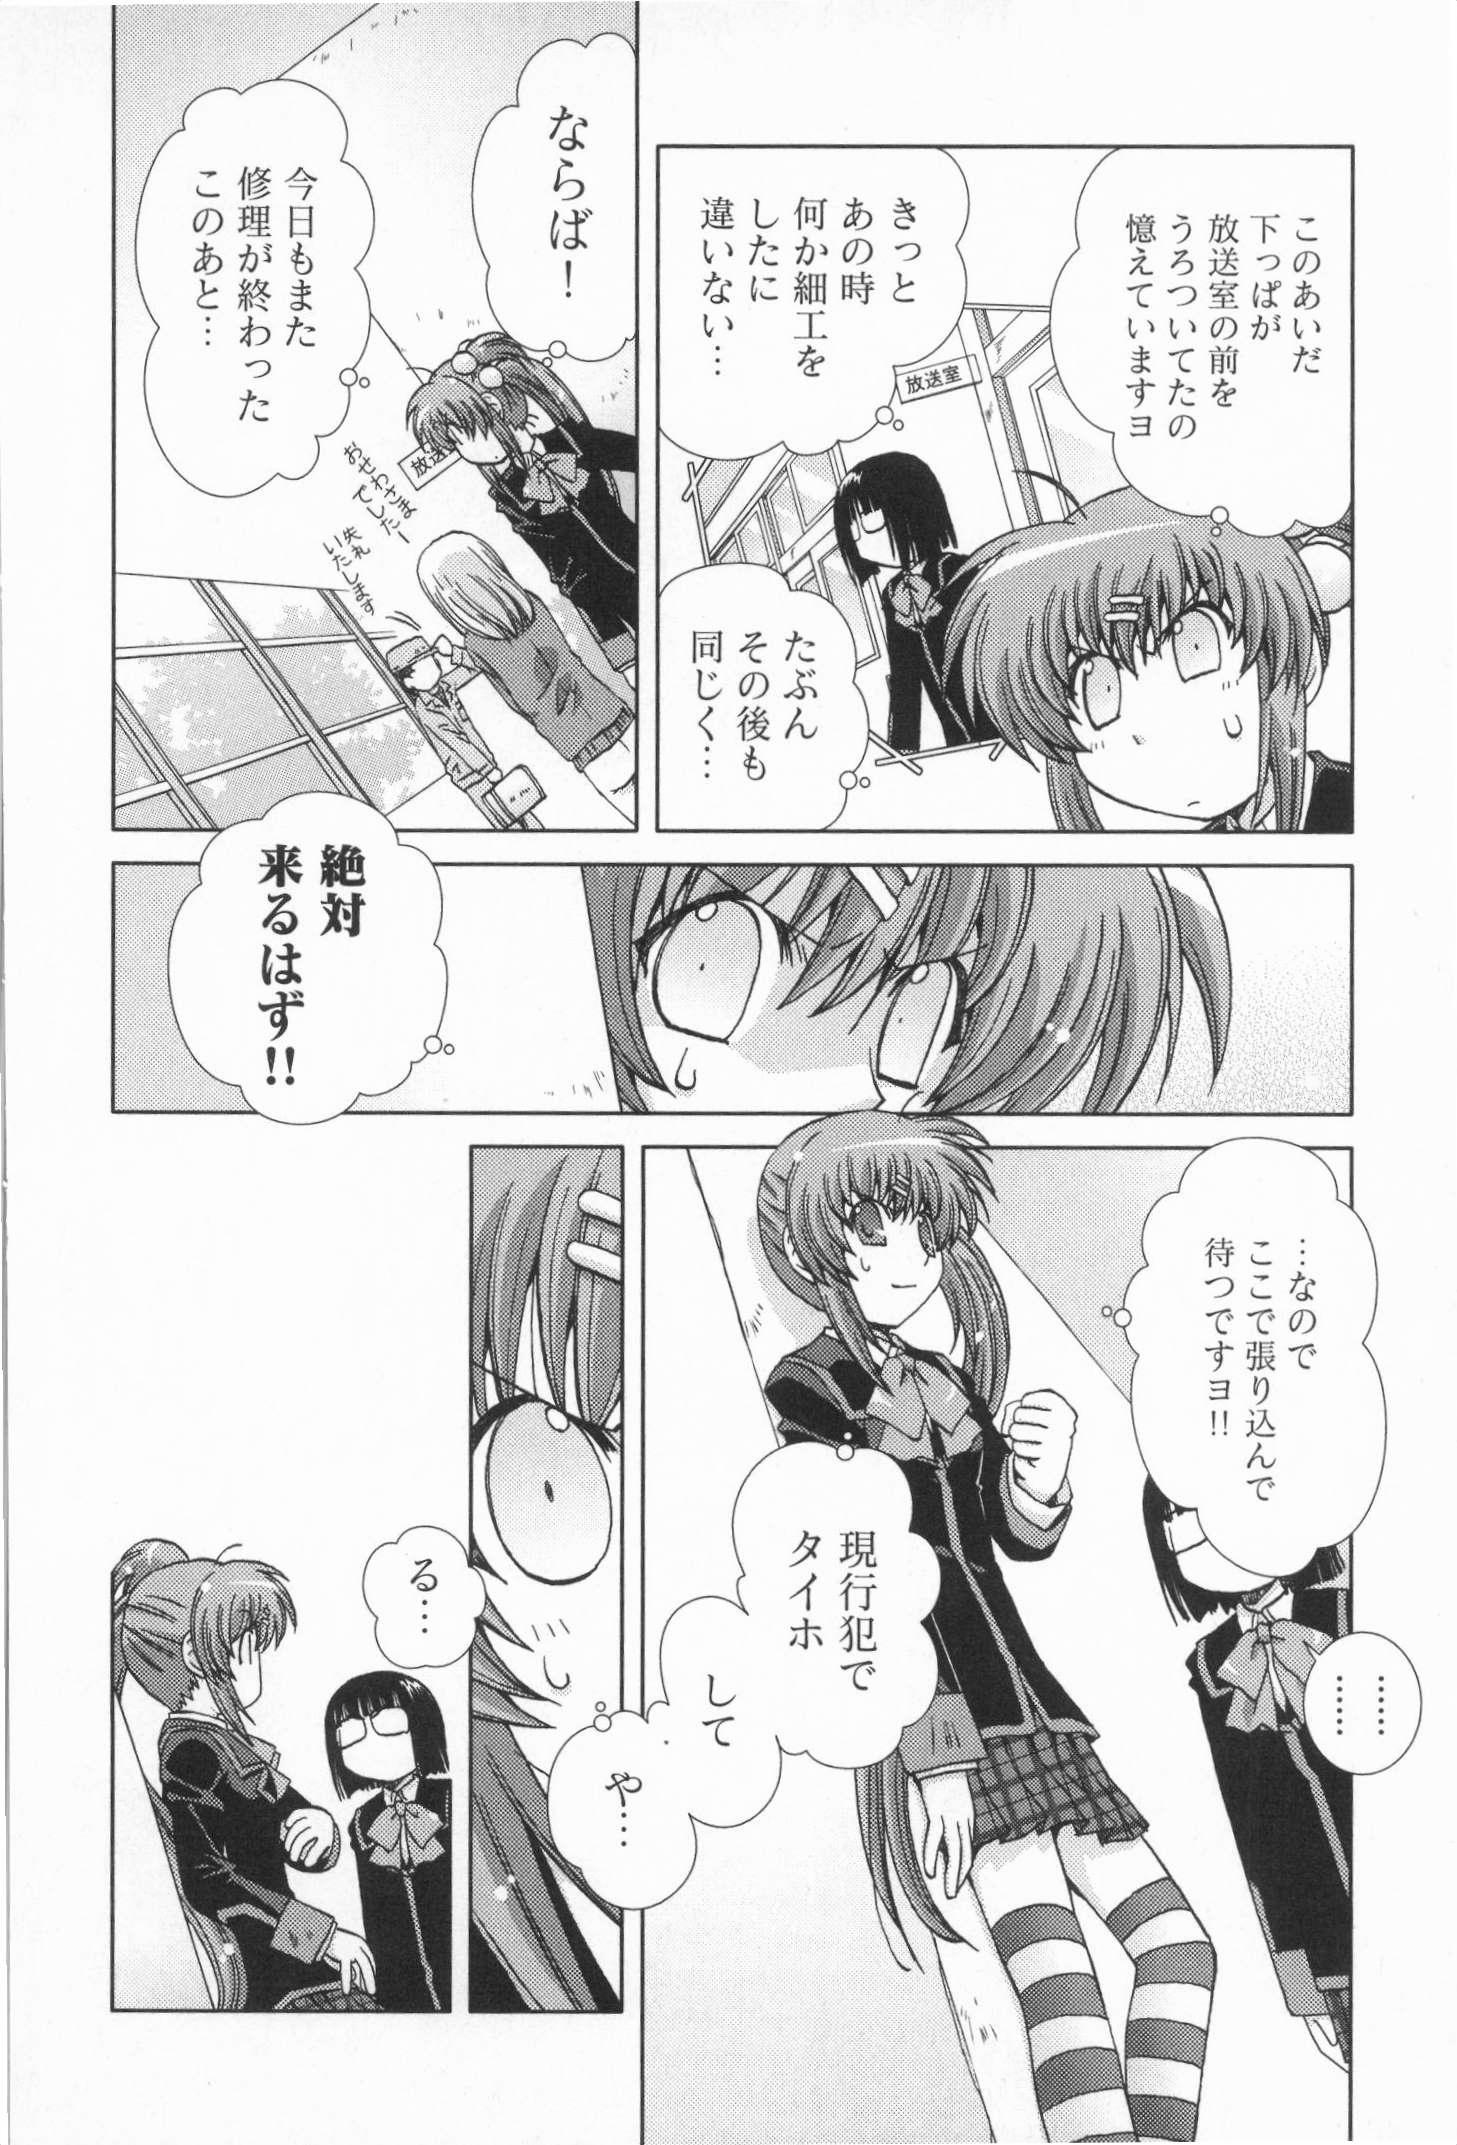 このあいだ
下っぱが
放送室の前を
うろついてたの
憶えていますヨ
きっと
あの時
何か細工を
したに
違いない…
放送室
たぶん
その後も
同じく…
ならば！
今日もまた
修理が終わった
このあと…
放送
おせわさま
でしたー
失礼
いたします
絶対
来るはず!!
…なので
ここで張り込んで
待つですヨ!!
……
……
現行犯で
タイホ
して
や…
る…